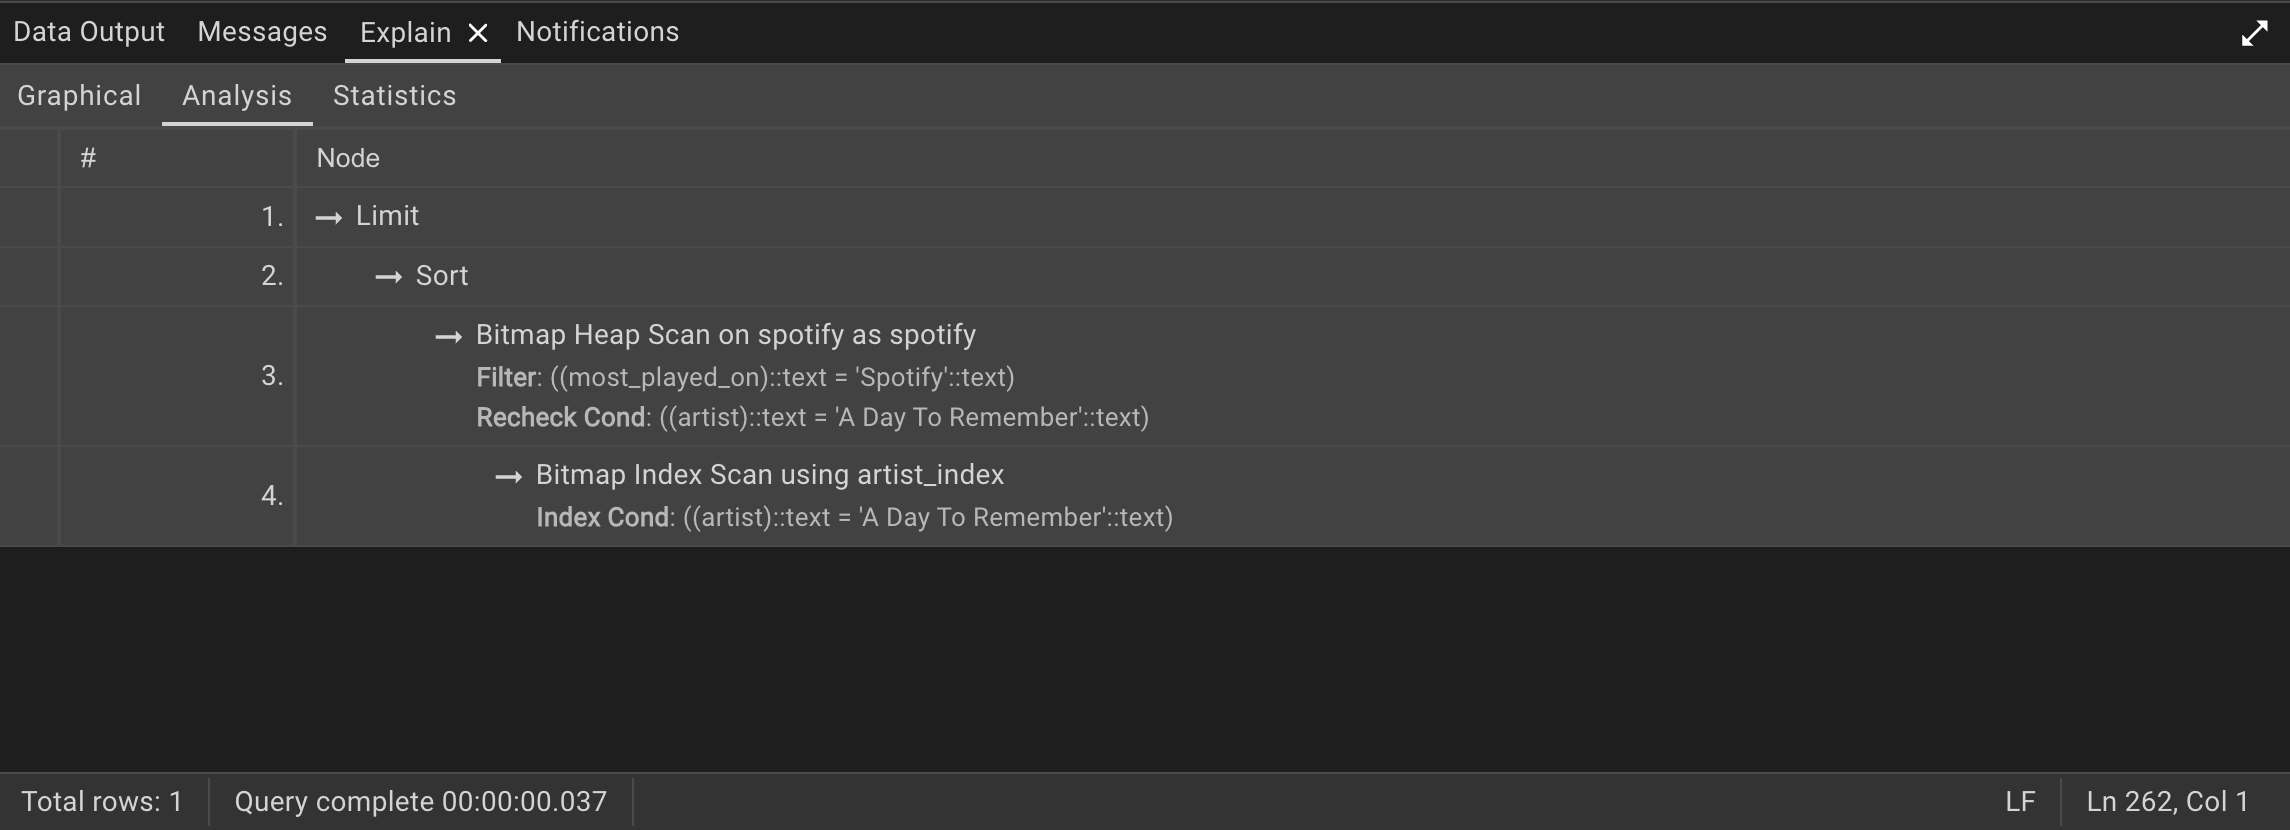 Data Output Messages Explain Notifications
Graphical Analysis Statistics
# Node
1. → Limit
2. → Sort
3. → Bitmap Heap Scan on spotify as spotify
Filter: ((most_played_on)::text = 'Spotify'::text)
Recheck Cond: ((artist)::text = 'A Day To Remember'::text)
4. → Bitmap Index Scan using artist_index
Index Cond: ((artist)::text = 'A Day To Remember'::text)
Total rows: 1 Query complete 00:00:00.037 LF Ln 262, Col 1